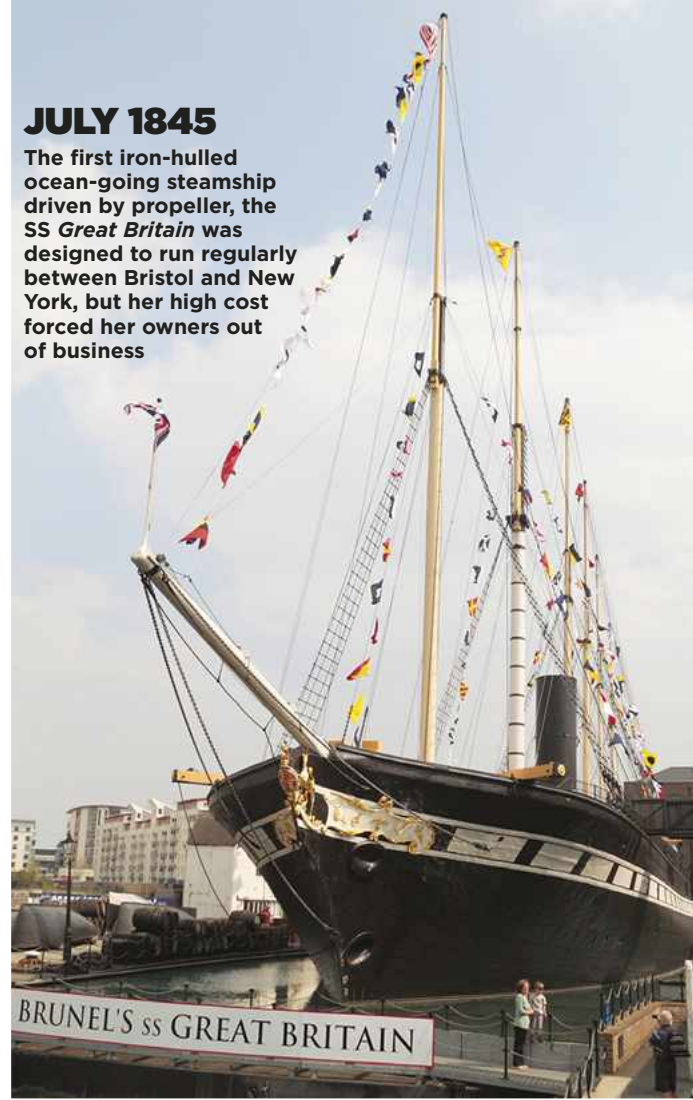 JULY 1845
The first iron-hulled
ocean-going steamship
driven by propeller, the
SS Great Britain was
designed to run regularly
between Bristol and New
York, but her high cost
forced her owners out
of business
BRUNEL'S SS GREAT BRITAIN